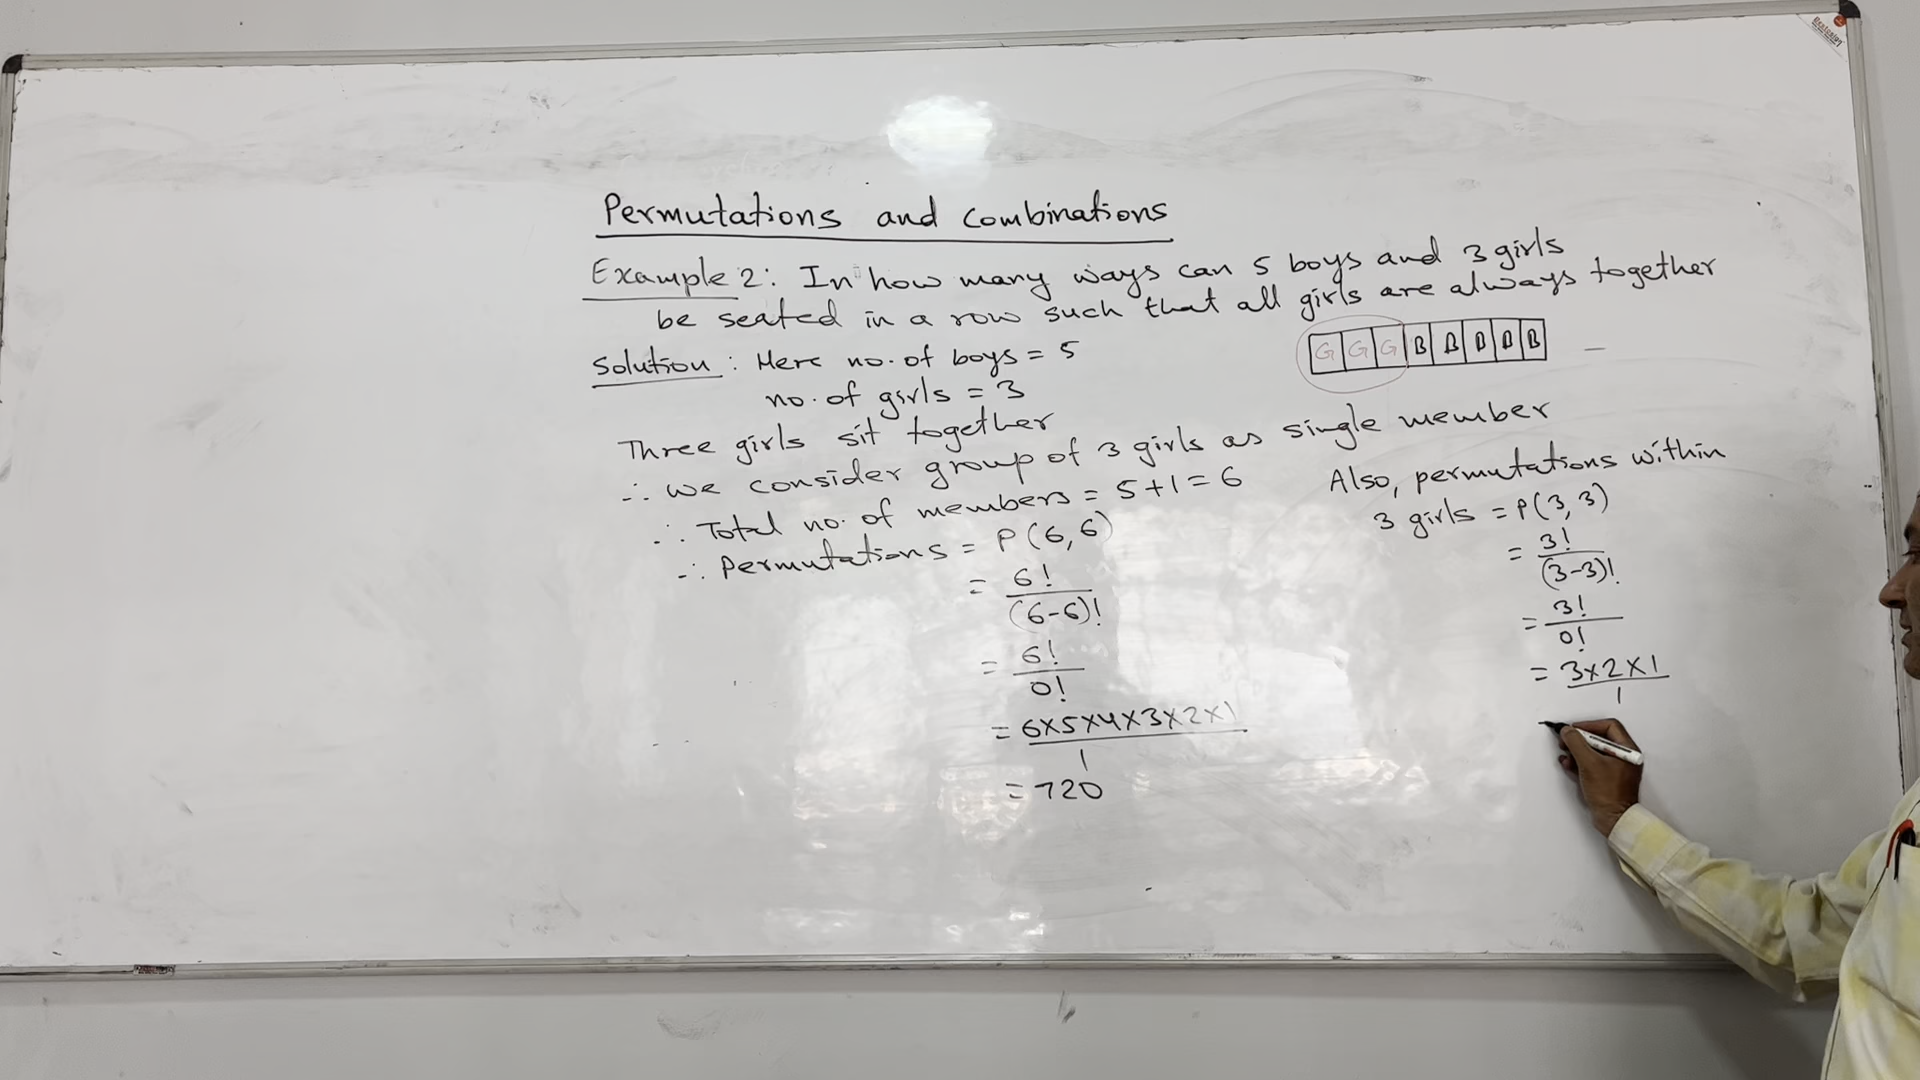 Permutations and combinations
Example 2: In how many ways can 5 boys and 3 girls
be seated in a row such that all girls are always together
G G G B B B B B
Solution: Here no. of boys = 5
no. of girls = 3
Three girls sit together
∴ We consider group of 3 girls as single member
∴ Total no. of members = 5+1=6
∴ Permutations = P(6,6)
= 6!
(6-6)!
= 6!
0!
= 6×5×4×3×2×1
1
= 720
Also, permutations within
3 girls = P(3,3)
= 3!
(3-3)!
= 3!
0!
= 3×2×1
1